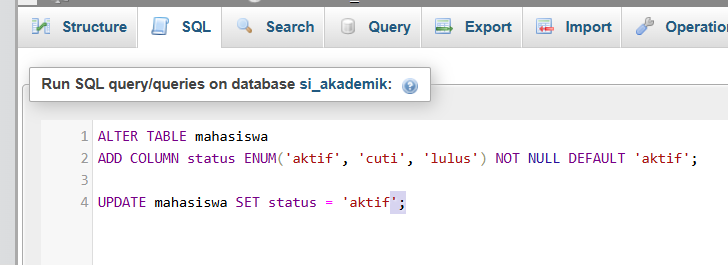 Structure SQL Search Query Export Import Operatio
Run SQL query/queries on database si_akademik:
1 ALTER TABLE mahasiswa
2 ADD COLUMN status ENUM('aktif', 'cuti', 'lulus') NOT NULL DEFAULT 'aktif';
3
4 UPDATE mahasiswa SET status = 'aktif';